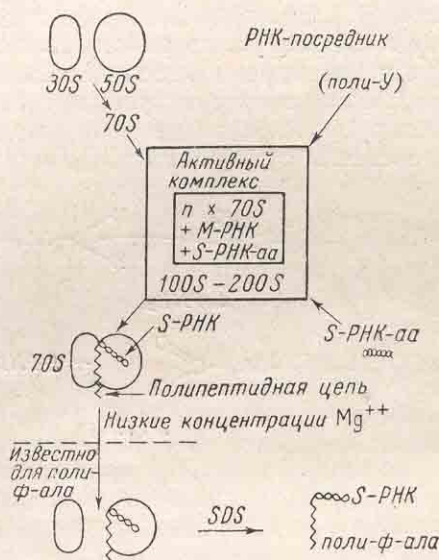 РНК-посредник
30S 50S
(поли-У)
70S
Активный
комплекс
n × 70S
+ М-РНК
+S-РНК-аа
100S – 200S
S-РНК
S-РНК-аа
70S
Полипептидная цепь
Низкие концентрации Mg++
Известно
для поли-
ф-ала
SDS
S-РНК
поли-ф-ала